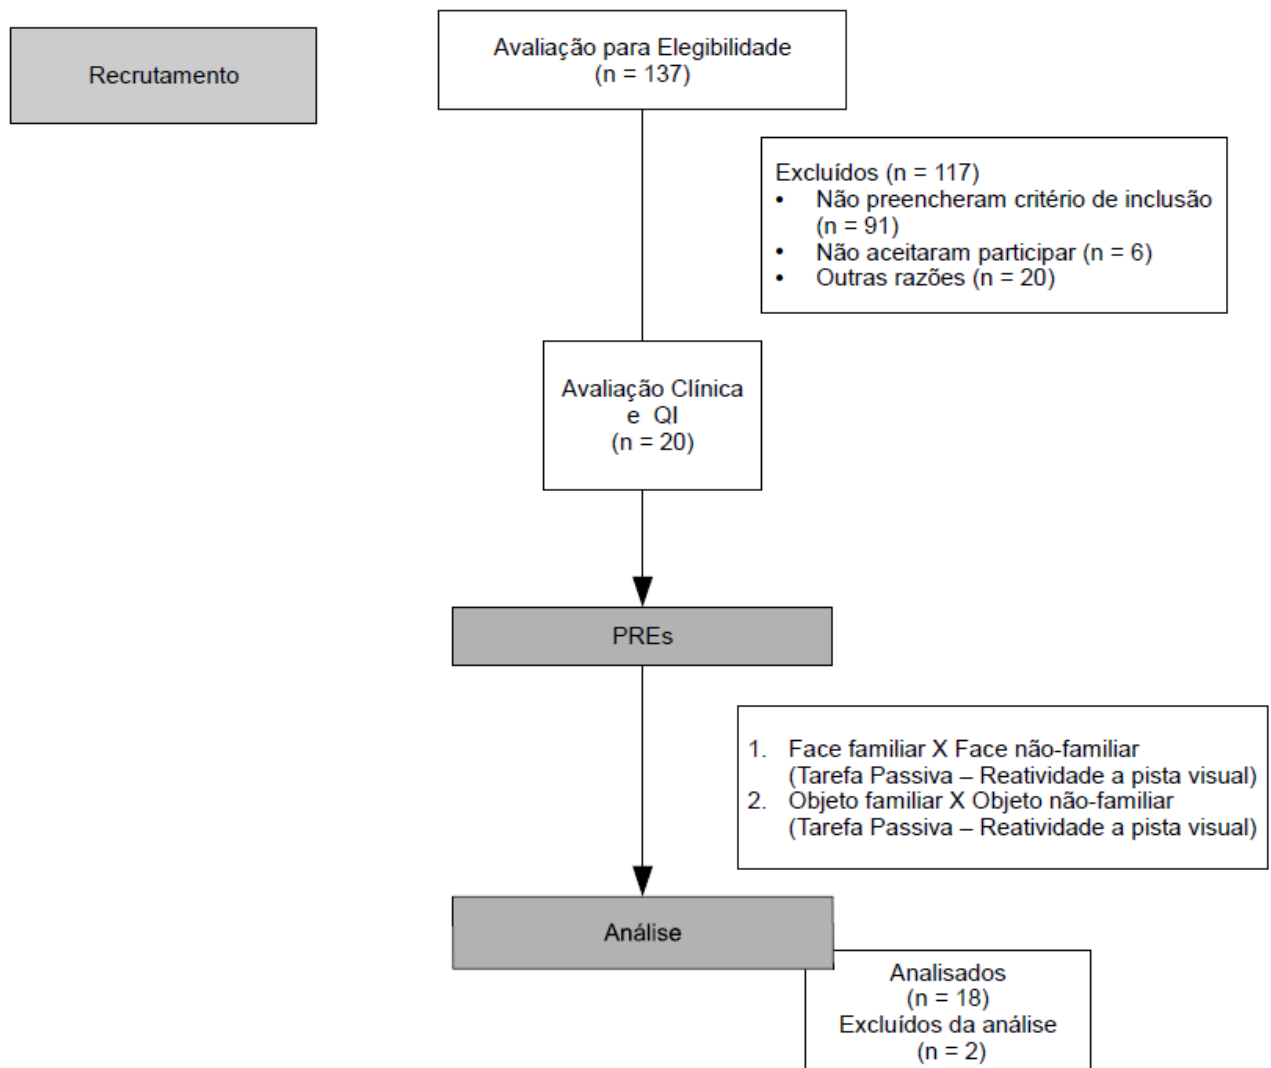 Recrutamento
Avaliação para Elegibilidade
(n = 137)
Excluídos (n = 117)
• Não preencheram critério de inclusão
(n = 91)
• Não aceitaram participar (n = 6)
• Outras razões (n = 20)
Avaliação Clínica
e QI
(n = 20)
PREs
1. Face familiar X Face não-familiar
(Tarefa Passiva – Reatividade a pista visual)
2. Objeto familiar X Objeto não-familiar
(Tarefa Passiva – Reatividade a pista visual)
Análise
Analisados
(n = 18)
Excluídos da análise
(n = 2)